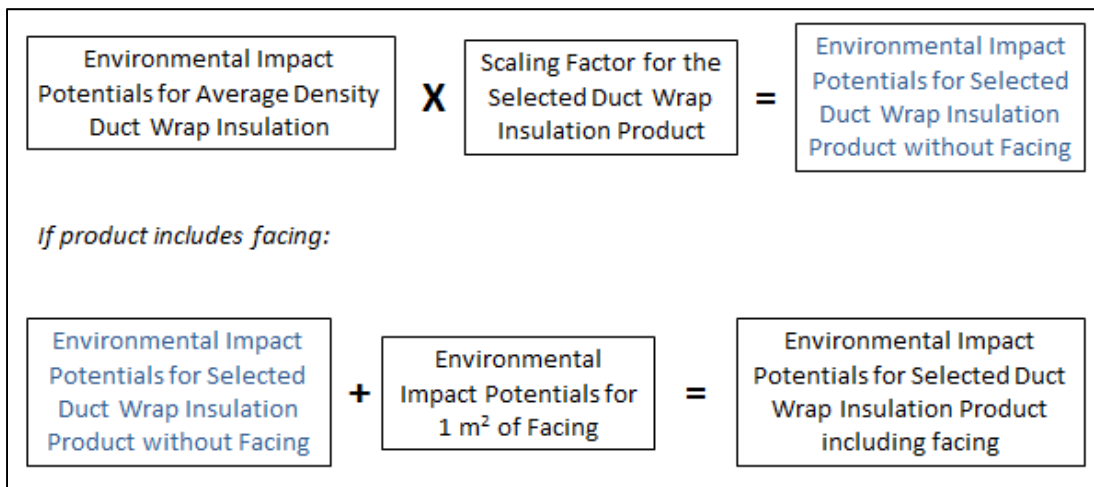 Environmental Impact
Potentials for Average Density
Duct Wrap Insulation
X
Scaling Factor for the
Selected Duct Wrap
Insulation Product
=
Environmental Impact
Potentials for Selected
Duct Wrap Insulation
Product without Facing
If product includes facing:
Environmental Impact
Potentials for Selected
Duct Wrap Insulation
Product without Facing
+
Environmental
Impact Potentials for
1 m² of Facing
=
Environmental Impact
Potentials for Selected Duct
Wrap Insulation Product
including facing